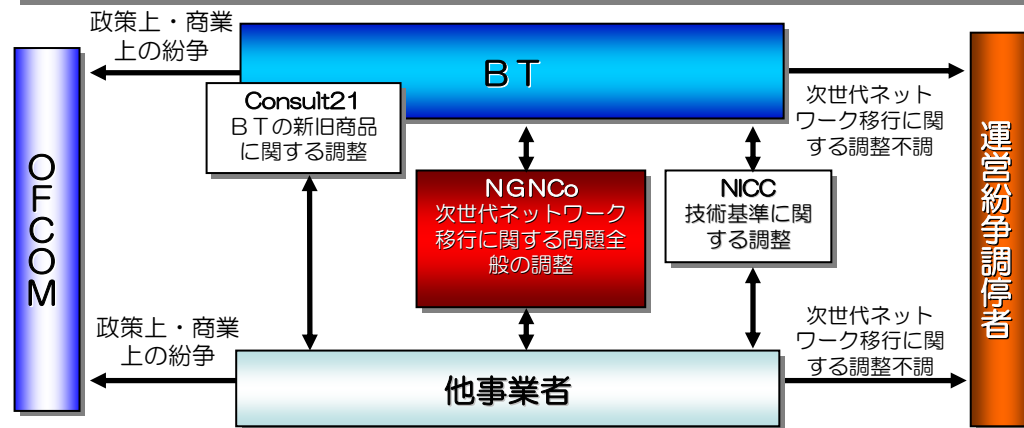 政策上・商業
上の紛争
BT
Consult21
BTの新旧商品
に関する調整
次世代ネット
ワーク移行に関
する調整不調
OFCOM
NGNCo
次世代ネットワーク
移行に関する問題全
般の調整
NICC
技術基準に関
する調整
運営紛争調停者
政策上・商業
上の紛争
他事業者
次世代ネット
ワーク移行に関
する調整不調